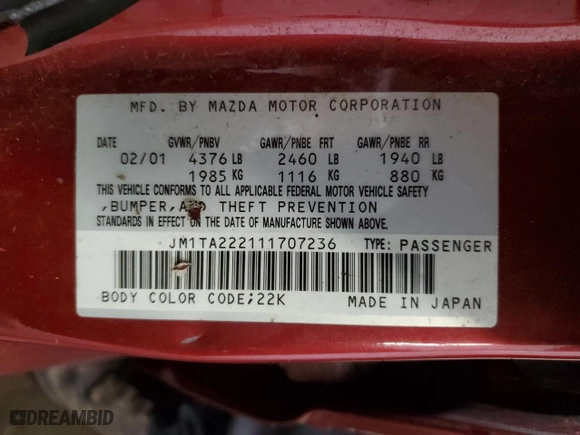 MFD. BY MAZDA MOTOR CORPORATION
DATE GVWR/PNBV GAWR/PNBE FRT GAWR/PNBE RR
02/01 4376 LB 2460 LB 1940 LB
1985 KG 1116 KG 880 KG
THIS VEHICLE CONFORMS TO ALL APPLICABLE FEDERAL MOTOR VEHICLE SAFETY
,BUMPER,AND THEFT PREVENTION
STANDARDS IN EFFECT ON THE DATE OF MANUFACTURE SHOWN ABOVE.
JM1TA222111707236 TYPE: PASSENGER
BODY COLOR CODE;22K MADE IN JAPAN
DREAMBID